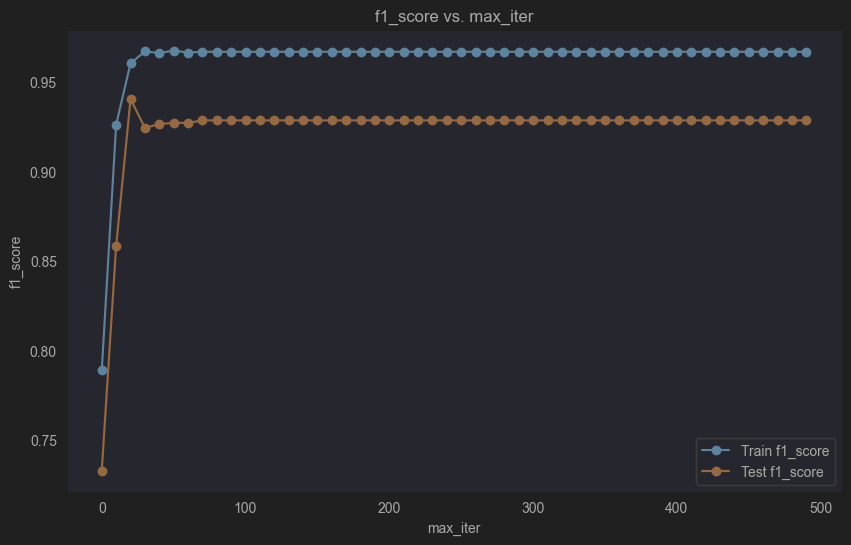 f1_score vs. max_iter
0.95
0.90
0.85
0.80
0.75
f1_score
0 100 200 300 400 500
max_iter
Train f1_score
Test f1_score